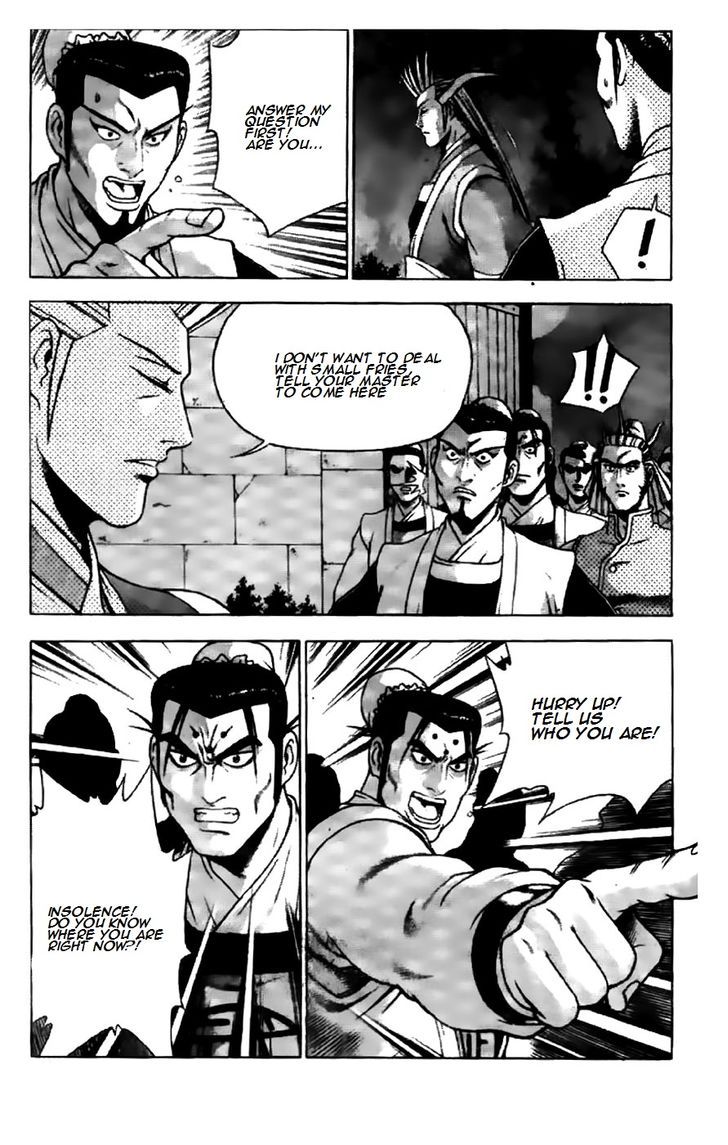 ANSWER MY
QUESTION
FIRST!
ARE YOU...
!
I DON'T WANT TO DEAL
WITH SMALL FRIES,
TELL YOUR MASTER
TO COME HERE
!!
HURRY UP!
TELL US
WHO YOU ARE!
INSOLENCE!
DO YOU KNOW
WHERE YOU ARE
RIGHT NOW?!